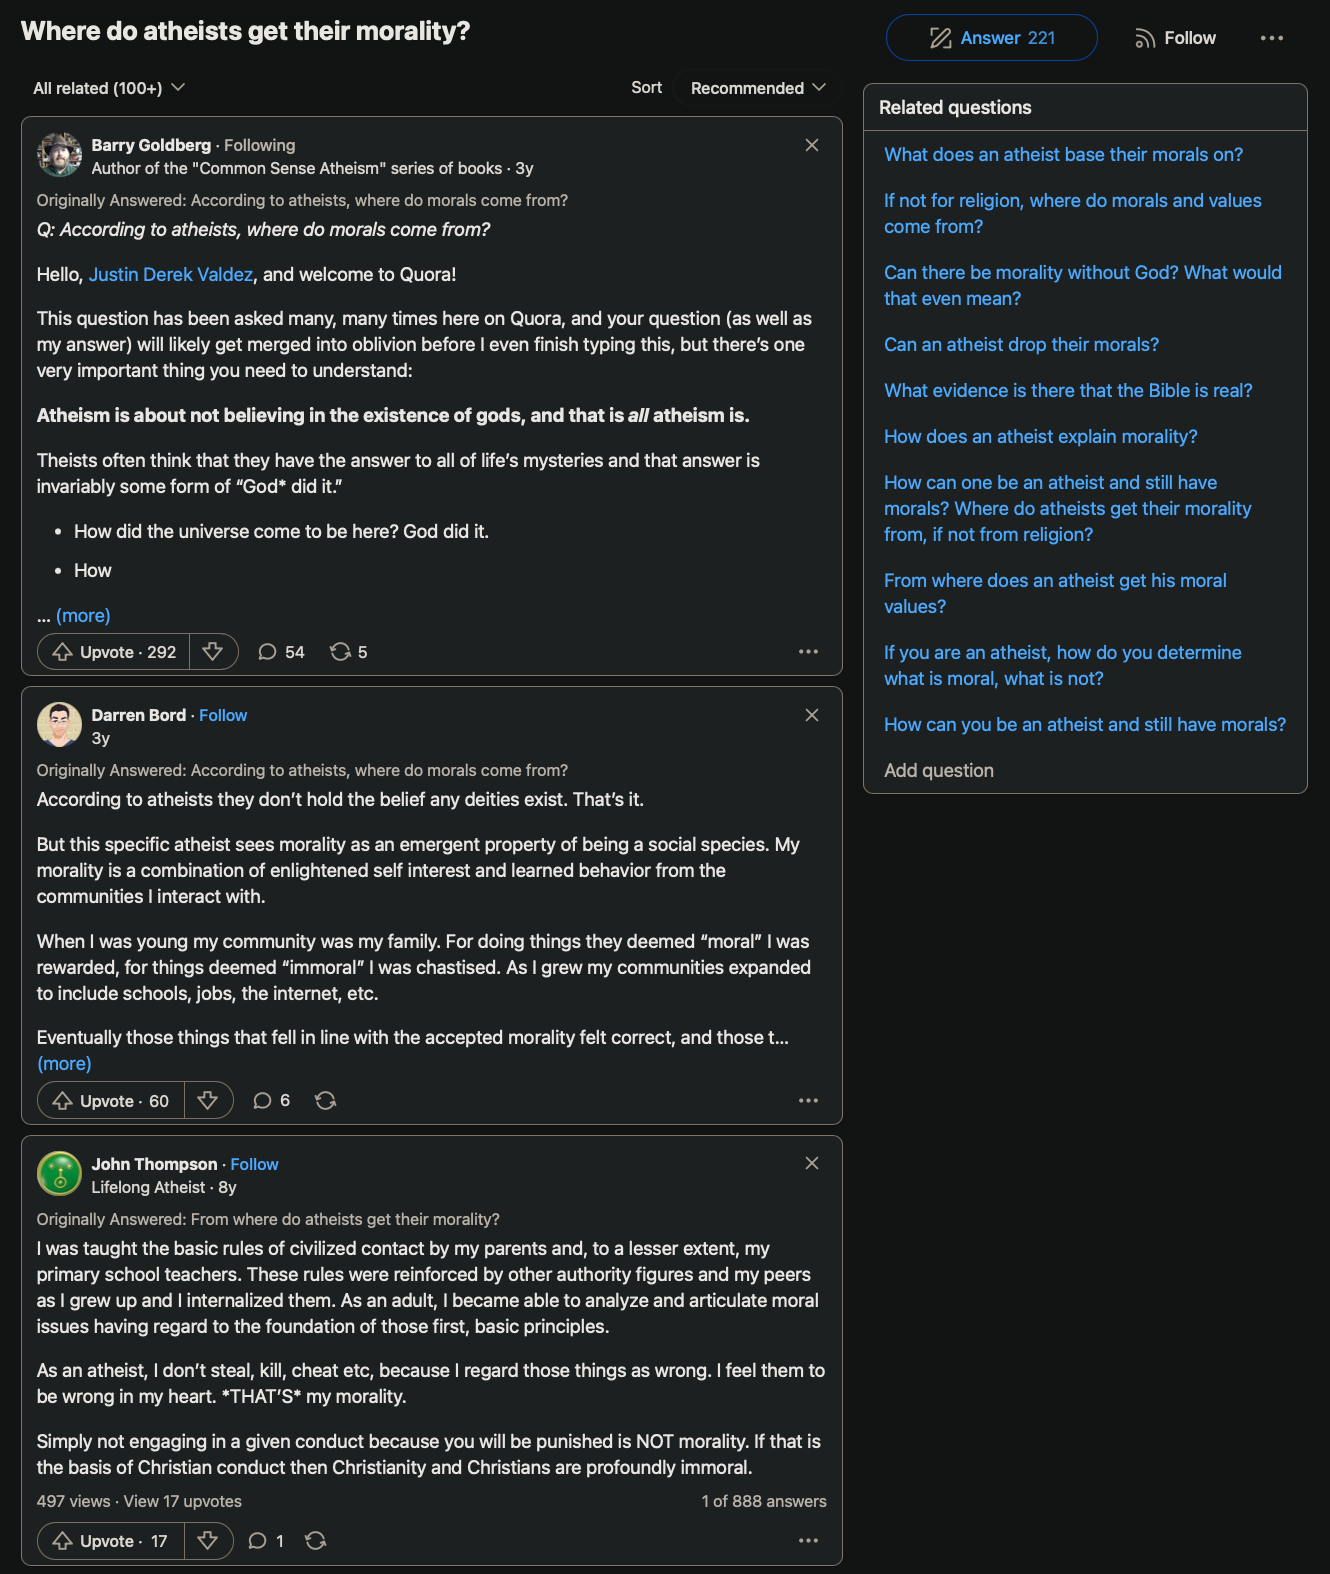 Where do atheists get their morality?
Answer 221
Follow
All related (100+)
Sort
Recommended
Barry Goldberg · Following
Author of the "Common Sense Atheism" series of books · 3y
Originally Answered: According to atheists, where do morals come from?
Q: According to atheists, where do morals come from?
Hello, Justin Derek Valdez, and welcome to Quora!
This question has been asked many, many times here on Quora, and your question (as well as
my answer) will likely get merged into oblivion before I even finish typing this, but there’s one
very important thing you need to understand:
Atheism is about not believing in the existence of gods, and that is all atheism is.
Theists often think that they have the answer to all of life’s mysteries and that answer is
invariably some form of “God* did it.”
• How did the universe come to be here? God did it.
• How
... (more)
Upvote · 292
54
5
Darren Bord · Follow
3y
Originally Answered: According to atheists, where do morals come from?
According to atheists they don’t hold the belief any deities exist. That’s it.
But this specific atheist sees morality as an emergent property of being a social species. My
morality is a combination of enlightened self interest and learned behavior from the
communities I interact with.
When I was young my community was my family. For doing things they deemed “moral” I was
rewarded, for things deemed “immoral” I was chastised. As I grew my communities expanded
to include schools, jobs, the internet, etc.
Eventually those things that fell in line with the accepted morality felt correct, and those t...
(more)
Upvote · 60
6
John Thompson · Follow
Lifelong Atheist · 8y
Originally Answered: From where do atheists get their morality?
I was taught the basic rules of civilized contact by my parents and, to a lesser extent, my
primary school teachers. These rules were reinforced by other authority figures and my peers
as I grew up and I internalized them. As an adult, I became able to analyze and articulate moral
issues having regard to the foundation of those first, basic principles.
As an atheist, I don’t steal, kill, cheat etc, because I regard those things as wrong. I feel them to
be wrong in my heart. *THAT’S* my morality.
Simply not engaging in a given conduct because you will be punished is NOT morality. If that is
the basis of Christian conduct then Christianity and Christians are profoundly immoral.
497 views · View 17 upvotes
1 of 888 answers
Upvote · 17
1
Related questions
What does an atheist base their morals on?
If not for religion, where do morals and values
come from?
Can there be morality without God? What would
that even mean?
Can an atheist drop their morals?
What evidence is there that the Bible is real?
How does an atheist explain morality?
How can one be an atheist and still have
morals? Where do atheists get their morality
from, if not from religion?
From where does an atheist get his moral
values?
If you are an atheist, how do you determine
what is moral, what is not?
How can you be an atheist and still have morals?
Add question